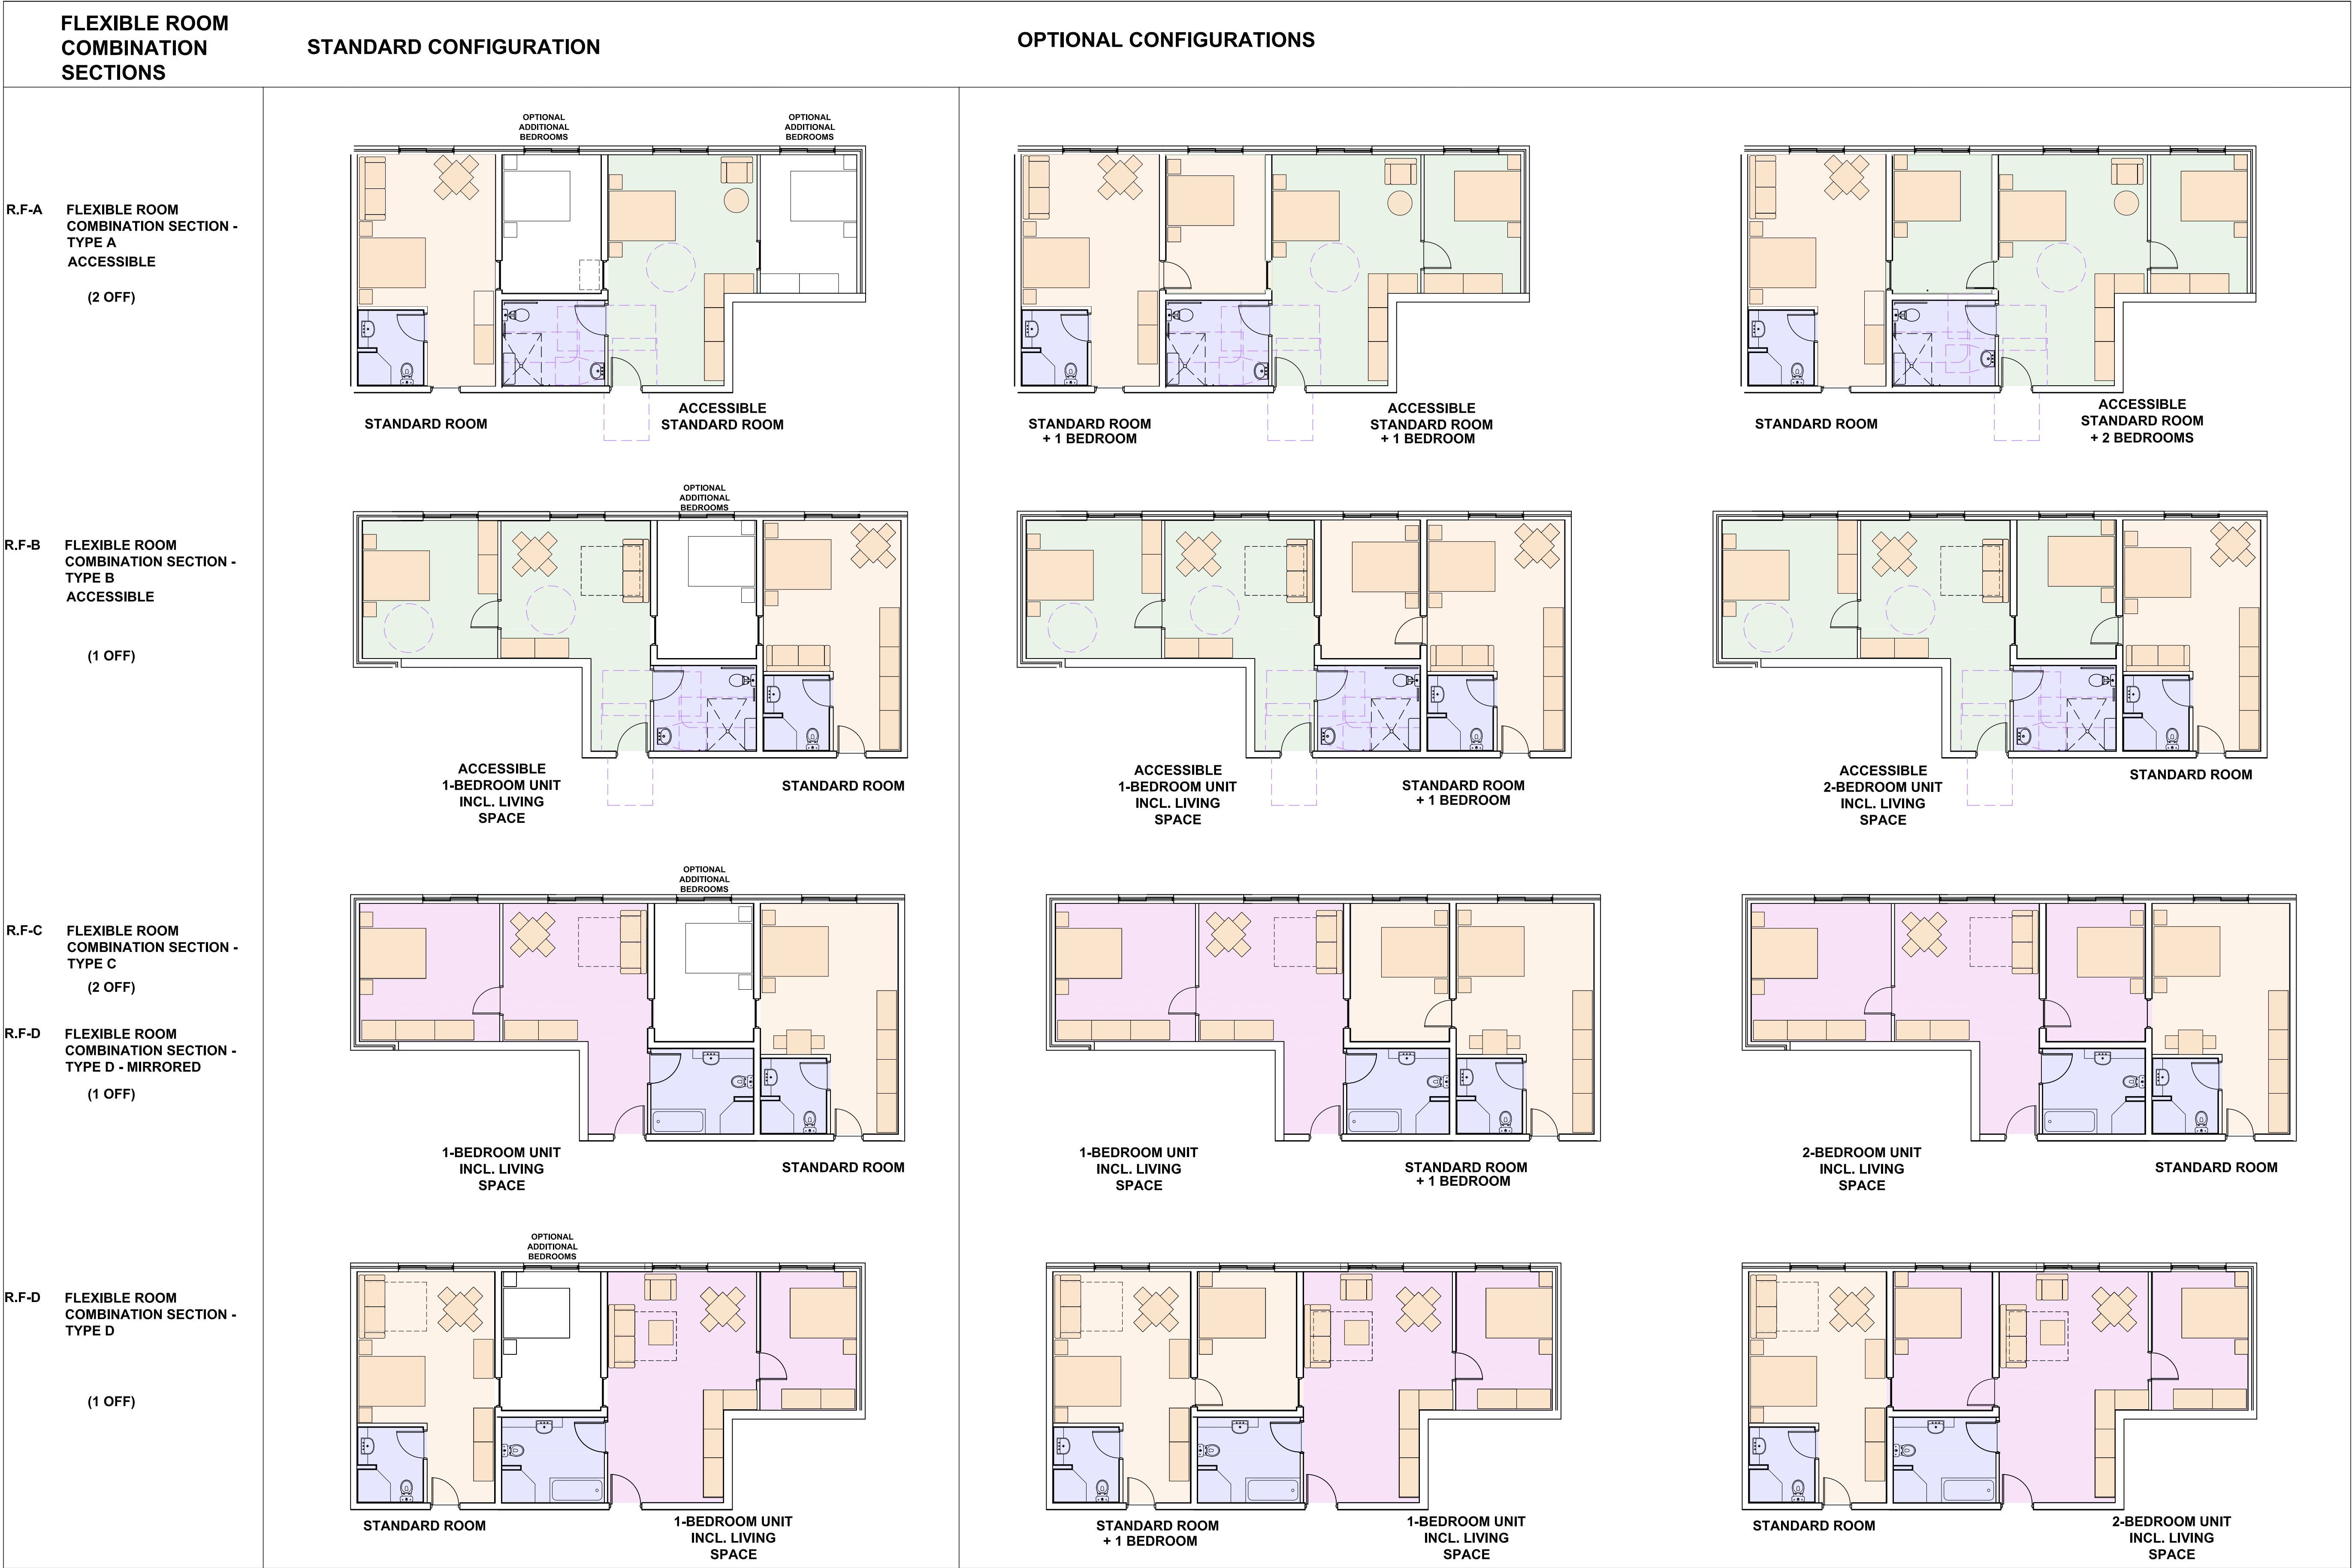 FLEXIBLE ROOM
COMBINATION
SECTIONS
STANDARD CONFIGURATION
OPTIONAL CONFIGURATIONS
R.F-A
FLEXIBLE ROOM
COMBINATION SECTION -
TYPE A
ACCESSIBLE
(2 OFF)
OPTIONAL
ADDITIONAL
BEDROOMS
OPTIONAL
ADDITIONAL
BEDROOMS
STANDARD ROOM
ACCESSIBLE
STANDARD ROOM
STANDARD ROOM
+ 1 BEDROOM
ACCESSIBLE
STANDARD ROOM
+ 1 BEDROOM
STANDARD ROOM
ACCESSIBLE
STANDARD ROOM
+ 2 BEDROOMS
R.F-B
FLEXIBLE ROOM
COMBINATION SECTION -
TYPE B
ACCESSIBLE
(1 OFF)
OPTIONAL
ADDITIONAL
BEDROOMS
ACCESSIBLE
1-BEDROOM UNIT
INCL. LIVING
SPACE
STANDARD ROOM
ACCESSIBLE
1-BEDROOM UNIT
INCL. LIVING
SPACE
STANDARD ROOM
+ 1 BEDROOM
ACCESSIBLE
2-BEDROOM UNIT
INCL. LIVING
SPACE
STANDARD ROOM
R.F-C
FLEXIBLE ROOM
COMBINATION SECTION -
TYPE C
(2 OFF)
R.F-D
FLEXIBLE ROOM
COMBINATION SECTION -
TYPE D - MIRRORED
(1 OFF)
OPTIONAL
ADDITIONAL
BEDROOMS
1-BEDROOM UNIT
INCL. LIVING
SPACE
STANDARD ROOM
1-BEDROOM UNIT
INCL. LIVING
SPACE
STANDARD ROOM
+ 1 BEDROOM
2-BEDROOM UNIT
INCL. LIVING
SPACE
STANDARD ROOM
R.F-D
FLEXIBLE ROOM
COMBINATION SECTION -
TYPE D
(1 OFF)
OPTIONAL
ADDITIONAL
BEDROOMS
STANDARD ROOM
1-BEDROOM UNIT
INCL. LIVING
SPACE
STANDARD ROOM
+ 1 BEDROOM
1-BEDROOM UNIT
INCL. LIVING
SPACE
STANDARD ROOM
2-BEDROOM UNIT
INCL. LIVING
SPACE